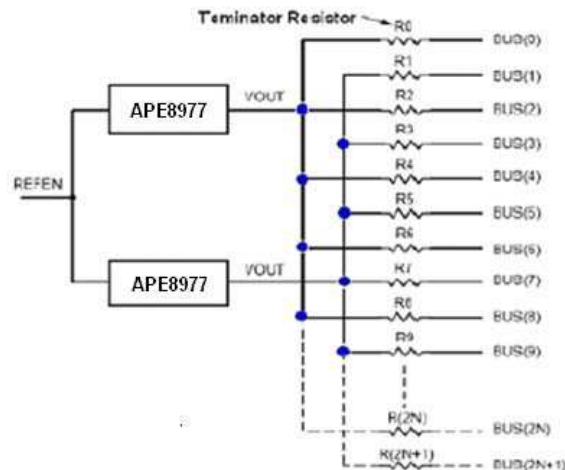 Teminator Resistor
R0
BUS(0)
R1
BUS(1)
APE8977
VOUT
R2
BUS(2)
R3
BUS(3)
R4
BUS(4)
REFEN
R5
BUS(5)
R6
BUS(6)
APE8977
VOUT
R7
BUS(7)
R8
BUS(8)
R9
BUS(9)
R(2N)
BUS(2N)
R(2N+1)
BUS(2N+1)